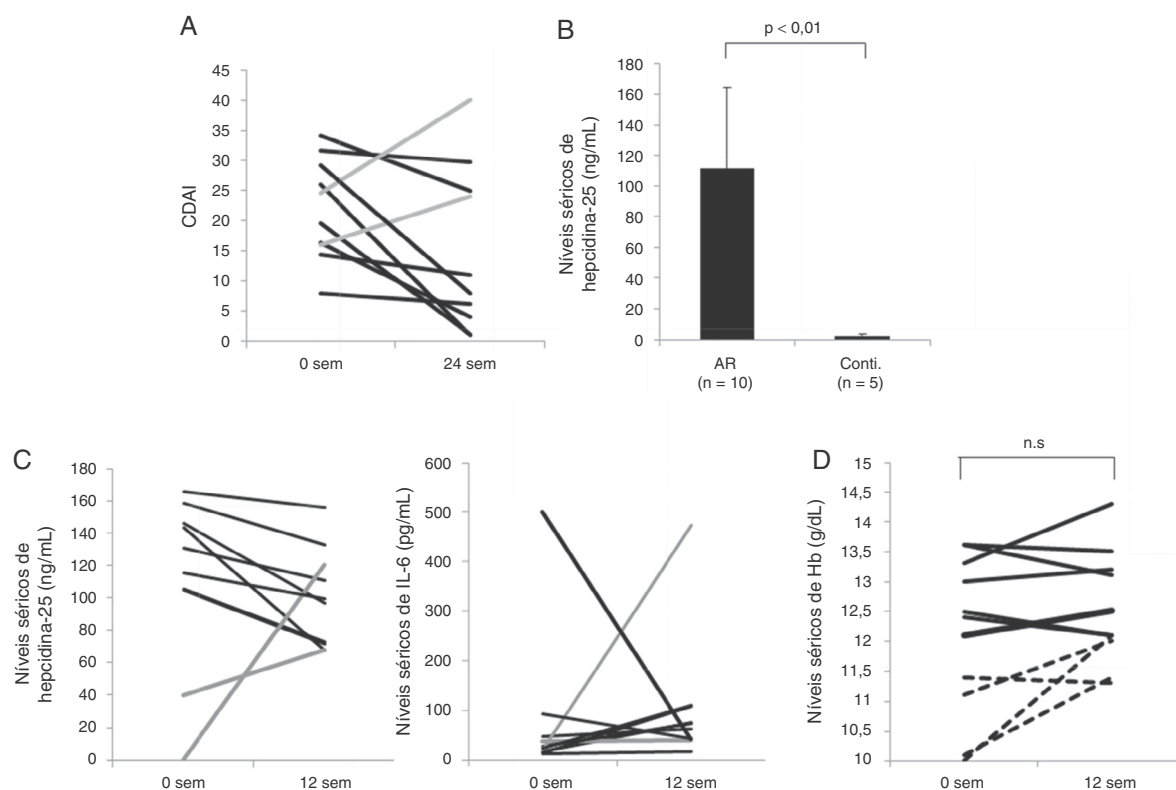 A
CDAI
45
40
35
30
25
20
15
10
5
0
0 sem
24 sem
B
p < 0,01
Níveis séricos de
hepcidina-25 (ng/mL)
180
160
140
120
100
80
60
40
20
0
AR
(n = 10)
Conti.
(n = 5)
C
Níveis séricos de
hepcidina-25 (ng/mL)
180
160
140
120
100
80
60
40
20
0
0 sem
12 sem
Níveis séricos de IL-6 (pg/mL)
600
500
400
300
200
100
0
0 sem
12 sem
D
n.s
Níveis séricos de Hb (g/dL)
15
14,5
14
13,5
13
12,5
12
11,5
11
10,5
10
0 sem
12 sem